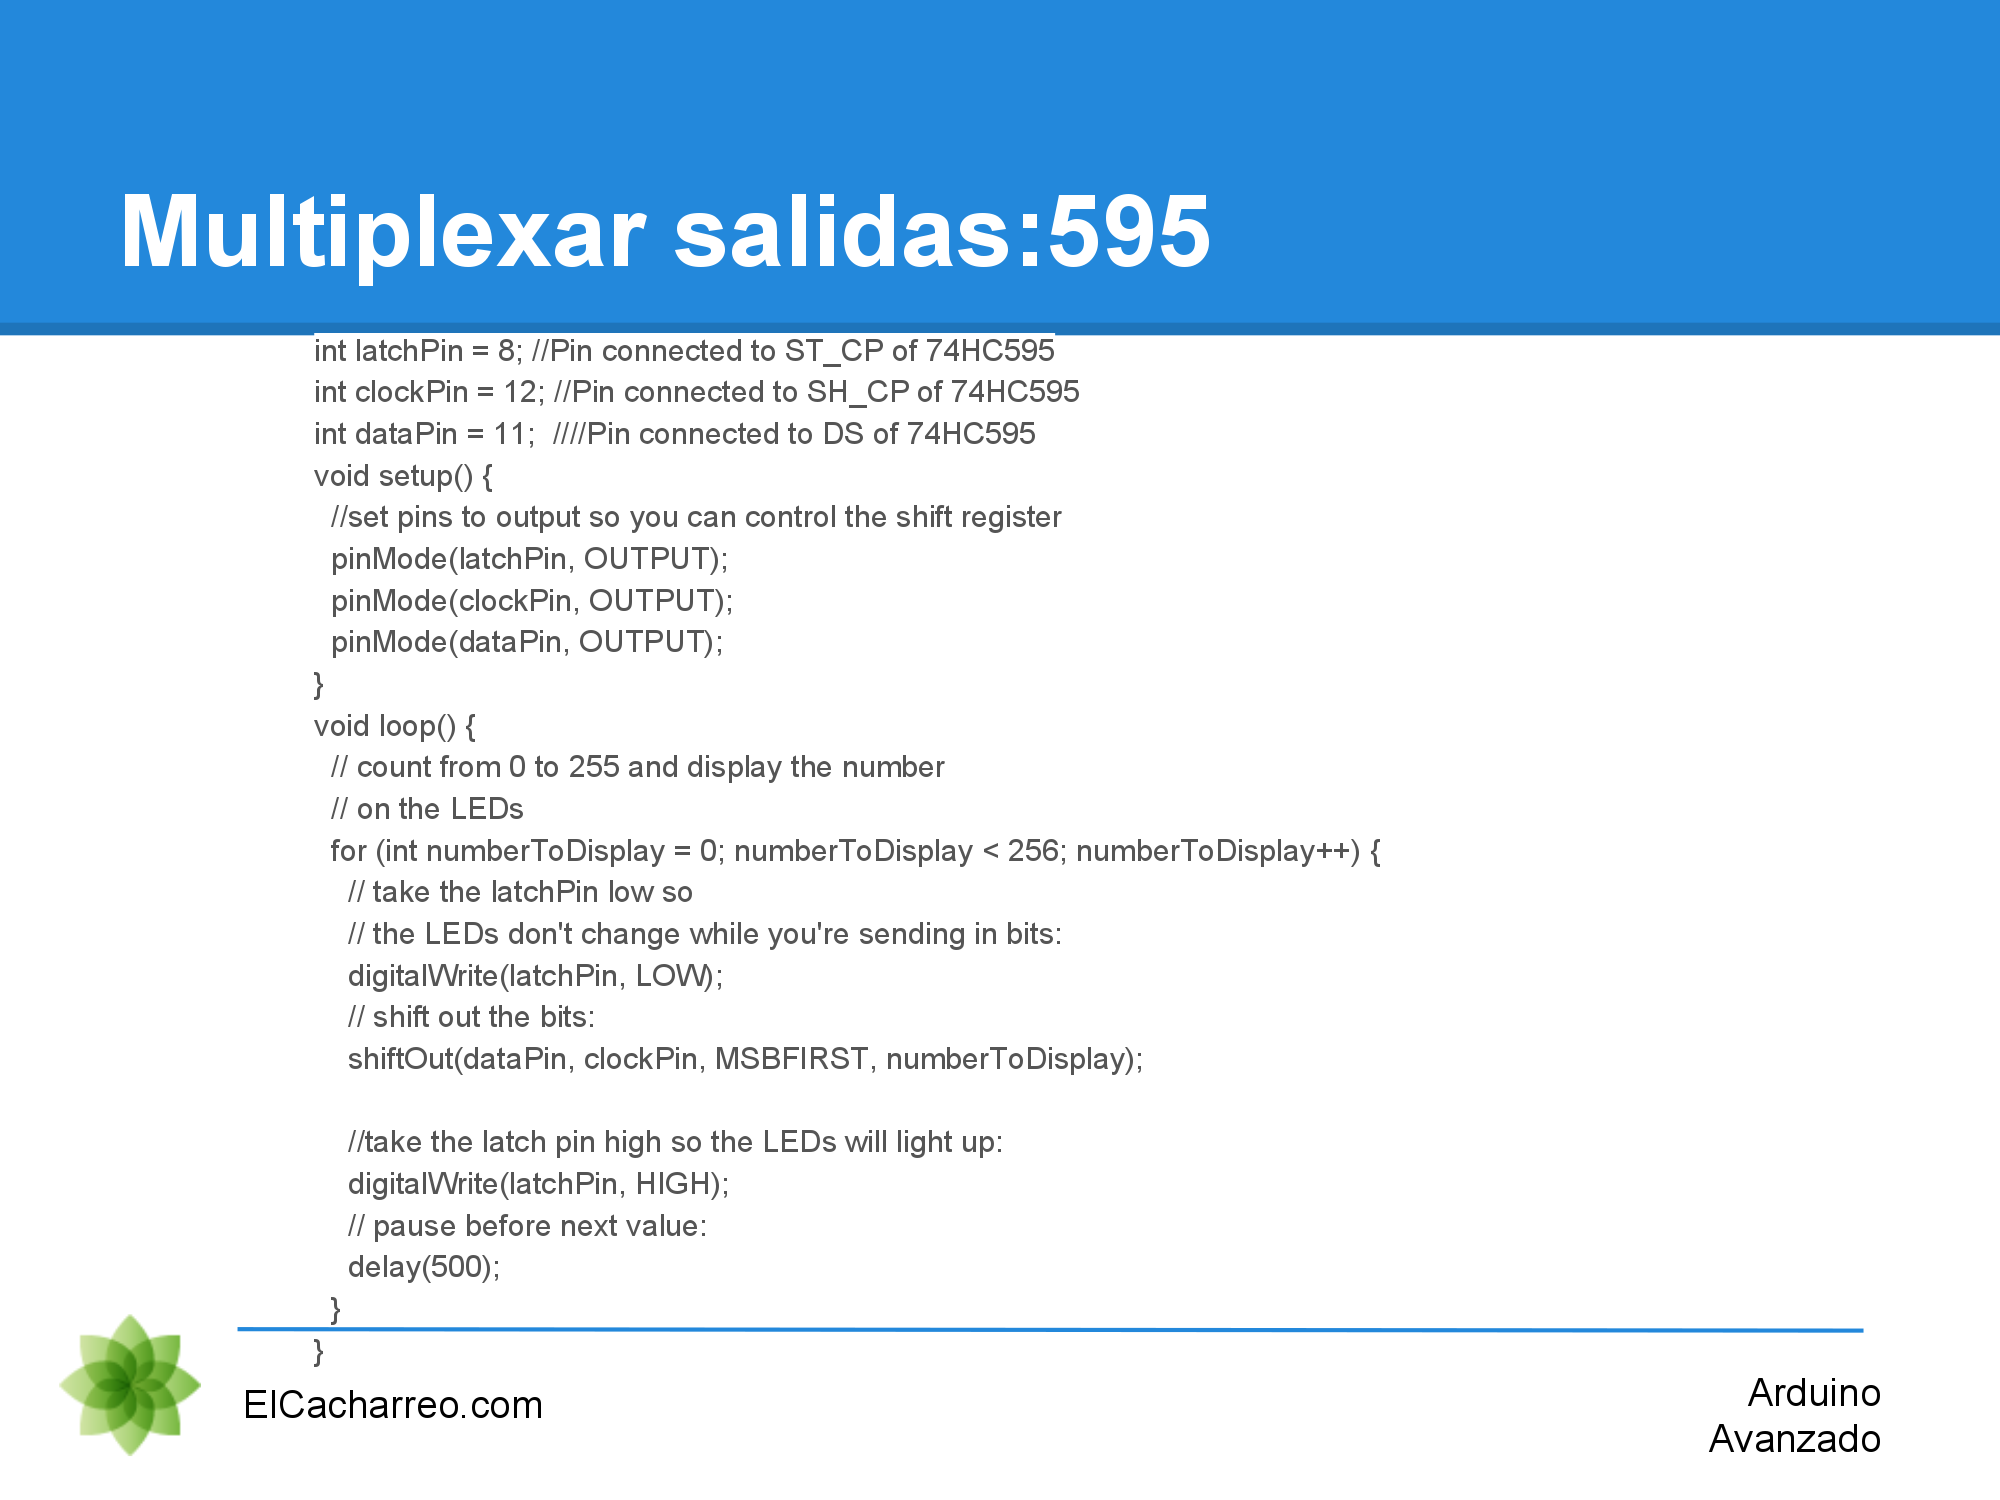 Multiplexar salidas:595
int latchPin = 8; //Pin connected to ST_CP of 74HC595
int clockPin = 12; //Pin connected to SH_CP of 74HC595
int dataPin = 11;  ////Pin connected to DS of 74HC595
void setup() {
  //set pins to output so you can control the shift register
  pinMode(latchPin, OUTPUT);
  pinMode(clockPin, OUTPUT);
  pinMode(dataPin, OUTPUT);
}
void loop() {
  // count from 0 to 255 and display the number
  // on the LEDs
  for (int numberToDisplay = 0; numberToDisplay < 256; numberToDisplay++) {
    // take the latchPin low so
    // the LEDs don't change while you're sending in bits:
    digitalWrite(latchPin, LOW);
    // shift out the bits:
    shiftOut(dataPin, clockPin, MSBFIRST, numberToDisplay);
    //take the latch pin high so the LEDs will light up:
    digitalWrite(latchPin, HIGH);
    // pause before next value:
    delay(500);
  }
}
ElCacharreo.com
Arduino
Avanzado